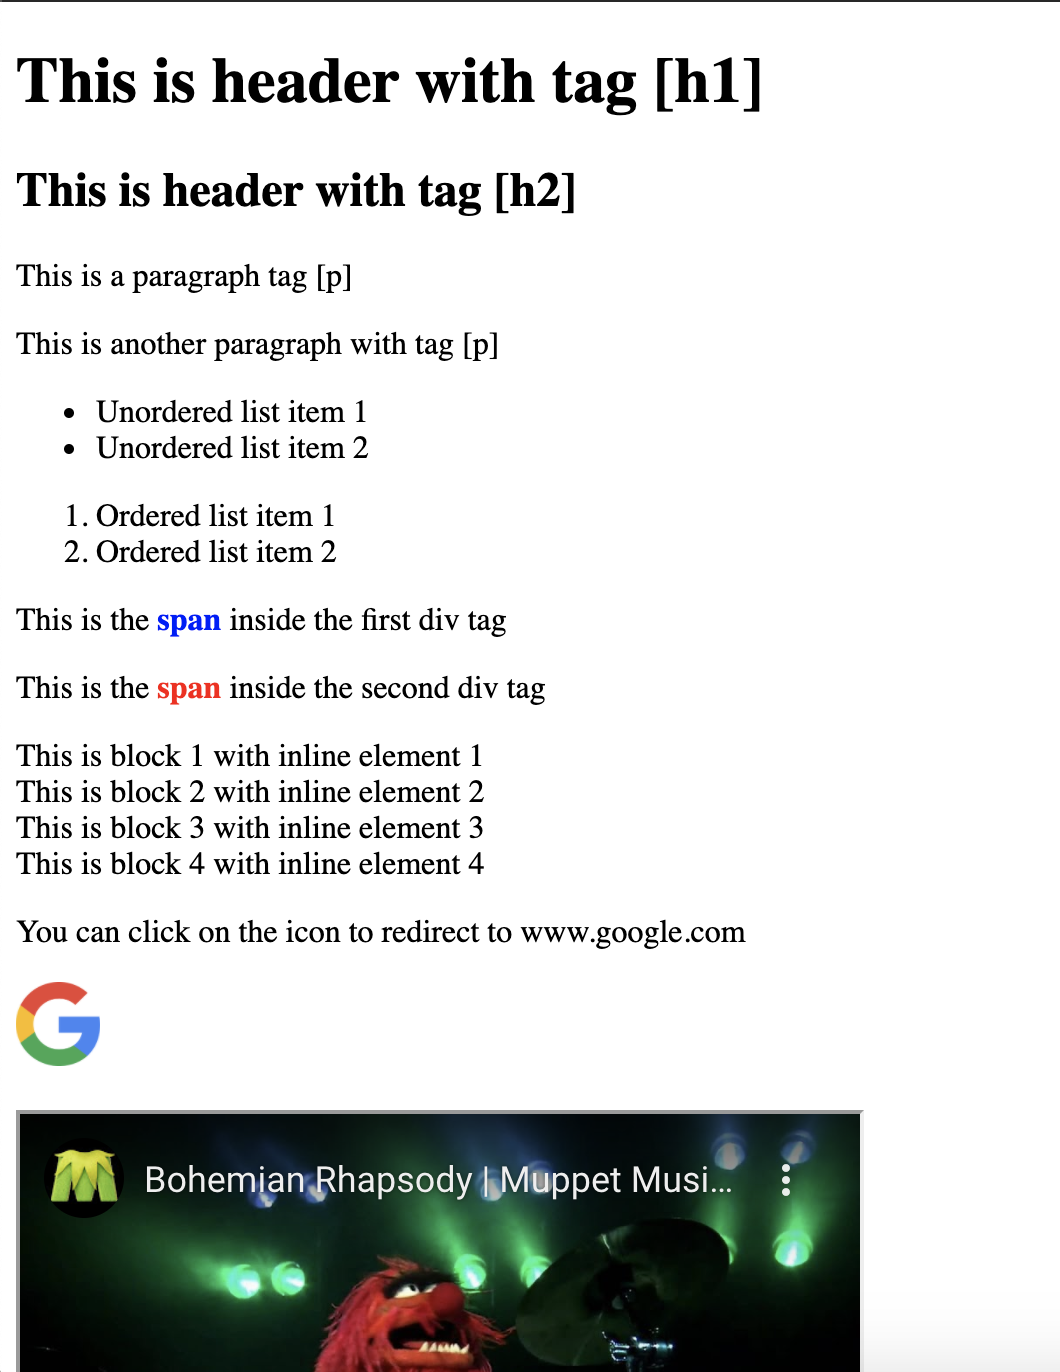 This is header with tag [h1]
This is header with tag [h2]
This is a paragraph tag [p]
This is another paragraph with tag [p]
• Unordered list item 1
• Unordered list item 2
1. Ordered list item 1
2. Ordered list item 2
This is the span inside the first div tag
This is the span inside the second div tag
This is block 1 with inline element 1
This is block 2 with inline element 2
This is block 3 with inline element 3
This is block 4 with inline element 4
You can click on the icon to redirect to www.google.com
G
Bohemian Rhapsody | Muppet Musi...